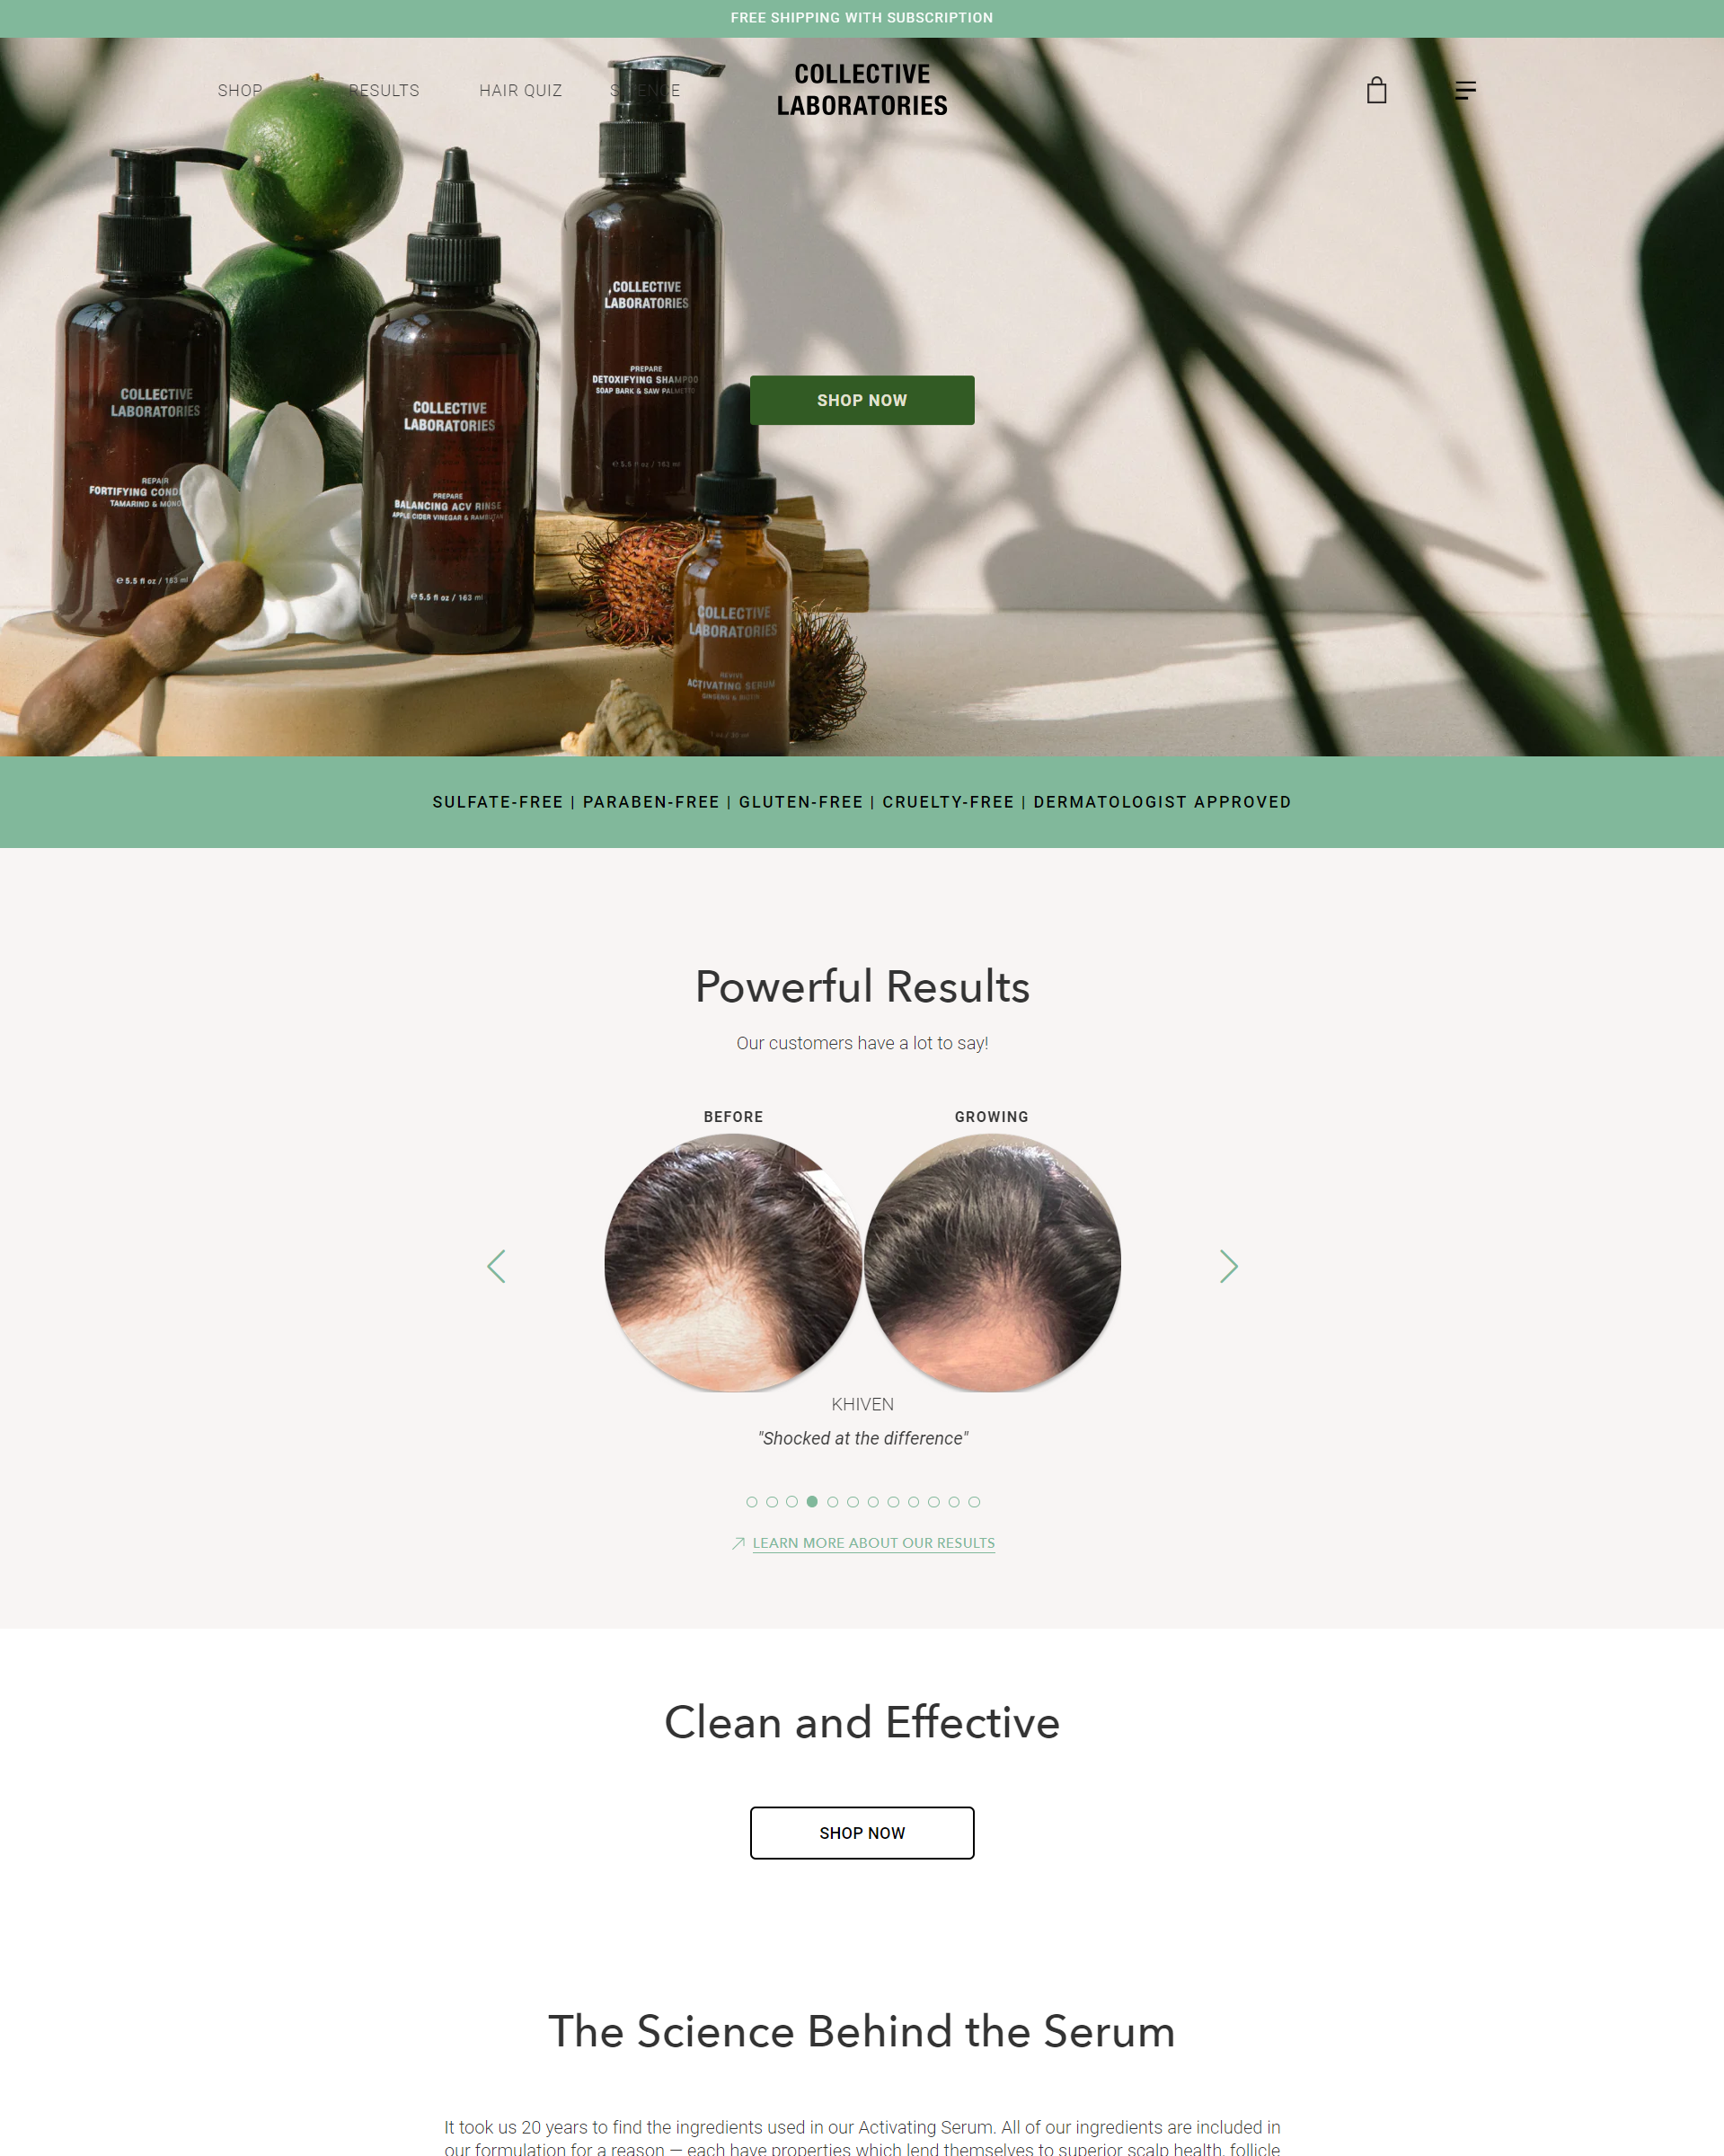 FREE SHIPPING WITH SUBSCRIPTION
SHOP
RESULTS
HAIR QUIZ
SCIENCE
COLLECTIVE
LABORATORIES
COLLECTIVE
LABORATORIES
REPAIR
FORTIFYING
TAMARIND &
5.5 fl oz / 163 ml
COLLECTIVE
LABORATORIES
PREPARE
BALANCING ACV RINSE
APPLE CIDER VINEGAR & RAMBUTAN
5.5 fl oz / 163 ml
COLLECTIVE
LABORATORIES
PREPARE
DETOXIFYING SHAMPOO
SOAP BARK & SAW PALMETTO
5.5 fl oz / 163 ml
SHOP NOW
COLLECTIVE
LABORATORIES
REVIVE
ACTIVATING SERUM
GINSENG & BIOTIN
1 oz / 30 ml
SULFATE-FREE | PARABEN-FREE | GLUTEN-FREE | CRUELTY-FREE | DERMATOLOGIST APPROVED
Powerful Results
Our customers have a lot to say!
BEFORE
GROWING
KHIVEN
"Shocked at the difference"
LEARN MORE ABOUT OUR RESULTS
Clean and Effective
SHOP NOW
The Science Behind the Serum
It took us 20 years to find the ingredients used in our Activating Serum. All of our ingredients are included in
our formulation for a reason — each have properties which lend themselves to superior scalp health, follicle